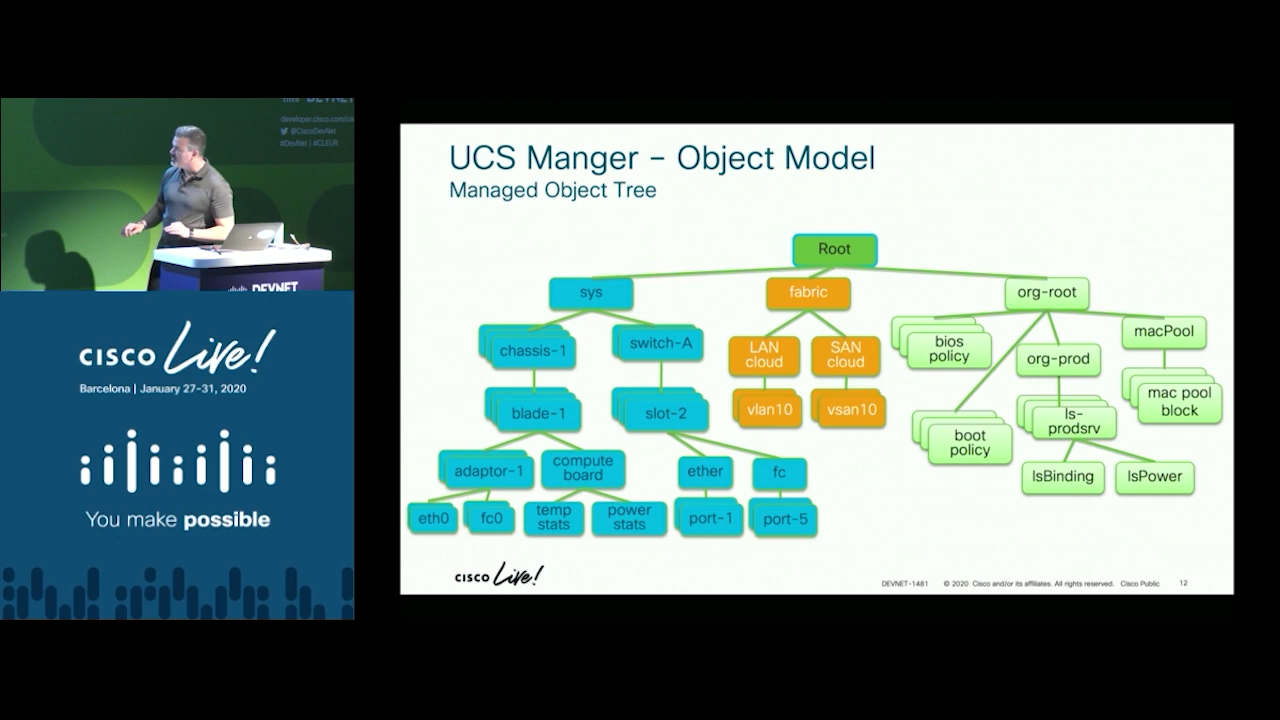 developer.cisco.com
@CiscoDevNet
#DevNet | #CLEUR
DEVNET
CISCO Live!
Barcelona | January 27-31, 2020
You make possible
UCS Manger – Object Model
Managed Object Tree
Root
sys
fabric
org-root
chassis-1
switch-A
LAN
cloud
SAN
cloud
bios
policy
org-prod
macPool
blade-1
slot-2
vlan10
vsan10
boot
policy
ls-
prodsrv
mac pool
block
adaptor-1
compute
board
ether
fc
lsBinding
lsPower
eth0
fc0
temp
stats
power
stats
port-1
port-5
CISCO Live!
DEVNET-1481 © 2020 Cisco and/or its affiliates. All rights reserved. Cisco Public 12